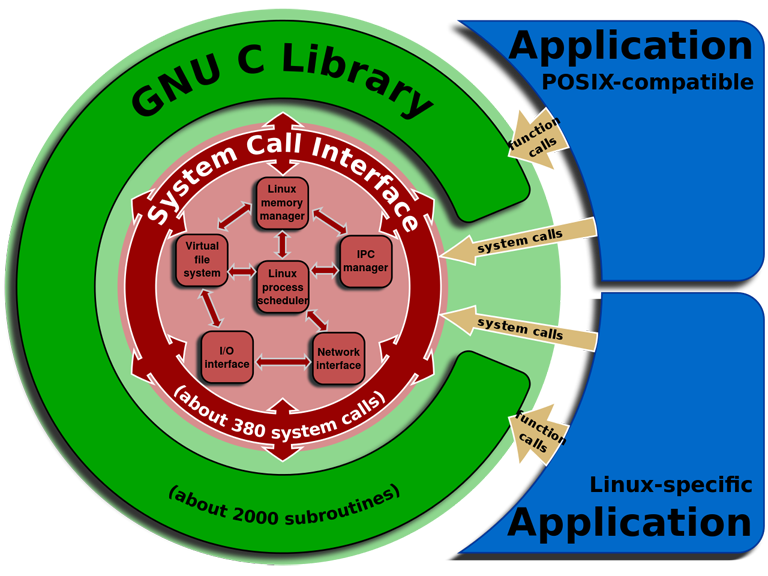 Application
POSIX-compatible
GNU C Library
function
calls
System Call Interface
Linux
memory
manager
Virtual
file
system
IPC
manager
Linux
process
scheduler
system calls
system calls
I/O
interface
Network
interface
(about 380 system calls)
function
calls
(about 2000 subroutines)
Linux-specific
Application